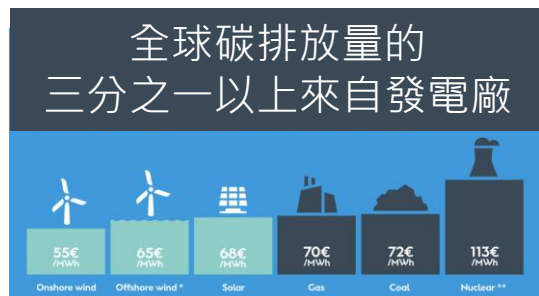 全球碳排放量的
三分之一以上來自發電廠
55€ 65€ 68€ 70€ 72€ 113€
/MWh /MWh /MWh /MWh /MWh /MWh
Onshore wind Offshore wind * Solar Gas Coal Nuclear **